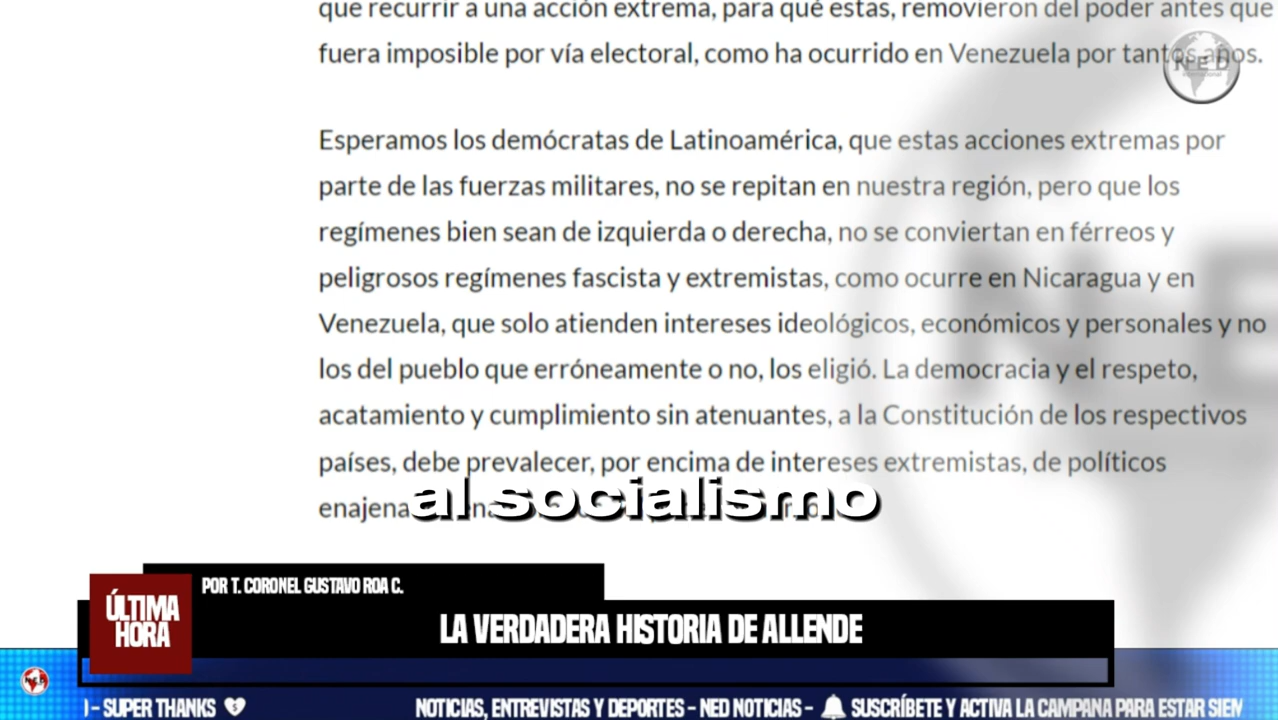 que recurrir a una acción extrema, para qué estas, removieron del poder antes que
fuera imposible por vía electoral, como ha ocurrido en Venezuela por tantos años.
NED
Esperamos los demócratas de Latinoamérica, que estas acciones extremas por
parte de las fuerzas militares, no se repitan en nuestra región, pero que los
regímenes bien sean de izquierda o derecha, no se conviertan en férreos y
peligrosos regímenes fascista y extremistas, como ocurre en Nicaragua y en
Venezuela, que solo atienden intereses ideológicos, económicos y personales y no
los del pueblo que erróneamente o no, los eligió. La democracia y el respeto,
acatamiento y cumplimiento sin atenuantes, a la Constitución de los respectivos
países, debe prevalecer, por encima de intereses extremistas, de políticos
al socialismo
POR T. CORONEL GUSTAVO ROA C.
ÚLTIMA
HORA
LA VERDADERA HISTORIA DE ALLENDE
) - SUPER THANKS NOTICIAS, ENTREVISTAS Y DEPORTES - NED NOTICIAS - SUSCRÍBETE Y ACTIVA LA CAMPANA PARA ESTAR SIEM